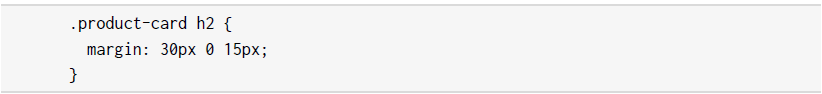 .product-card h2 {
  margin: 30px 0 15px;
}